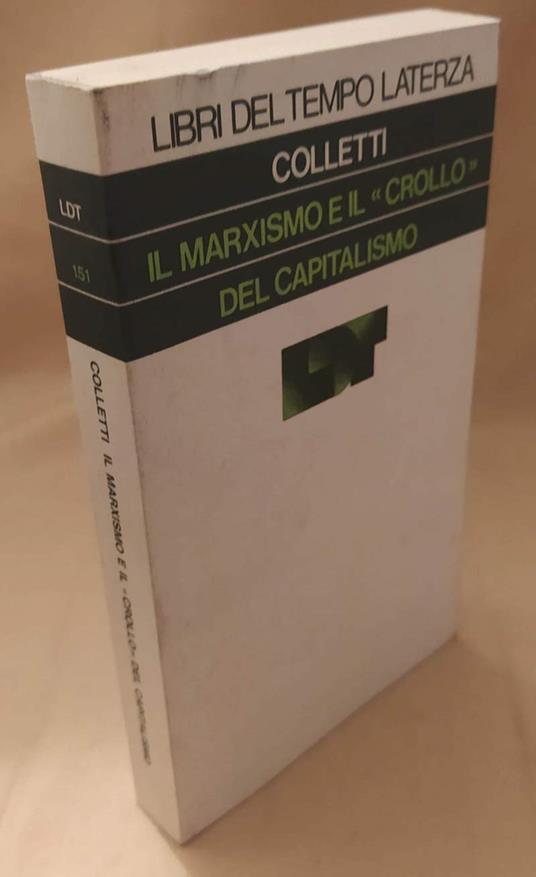 LIBRI DEL TEMPO LATERZA
COLLETTI
IL MARXISMO E IL « CROLLO »
DEL CAPITALISMO
LDT
LDT
151
COLLETTI IL MARXISMO E IL « CROLLO » DEL CAPITALISMO